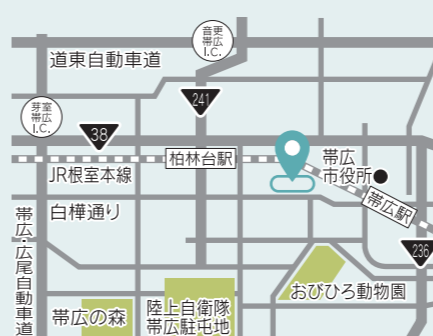 音更
帯広
I.C.
道東自動車道
芽室
帯広
I.C.
241
38
柏林台駅
帯広
市役所
JR根室本線
白樺通り
帯広駅
236
帯広・広尾自動車道
おびひろ動物園
帯広の森
陸上自衛隊
帯広駐屯地